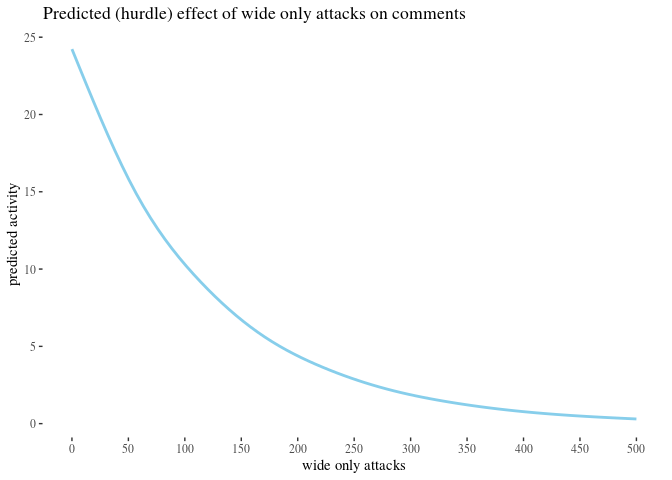 Predicted (hurdle) effect of wide only attacks on comments
25
20
15
10
5
0
predicted activity
0 50 100 150 200 250 300 350 400 450 500
wide only attacks